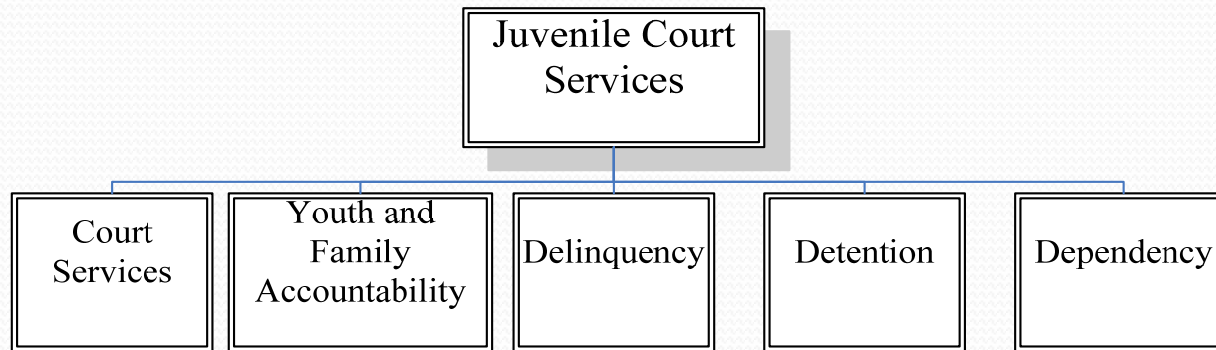 Juvenile Court
Services
Court
Services
Youth and
Family
Accountability
Delinquency
Detention
Dependency